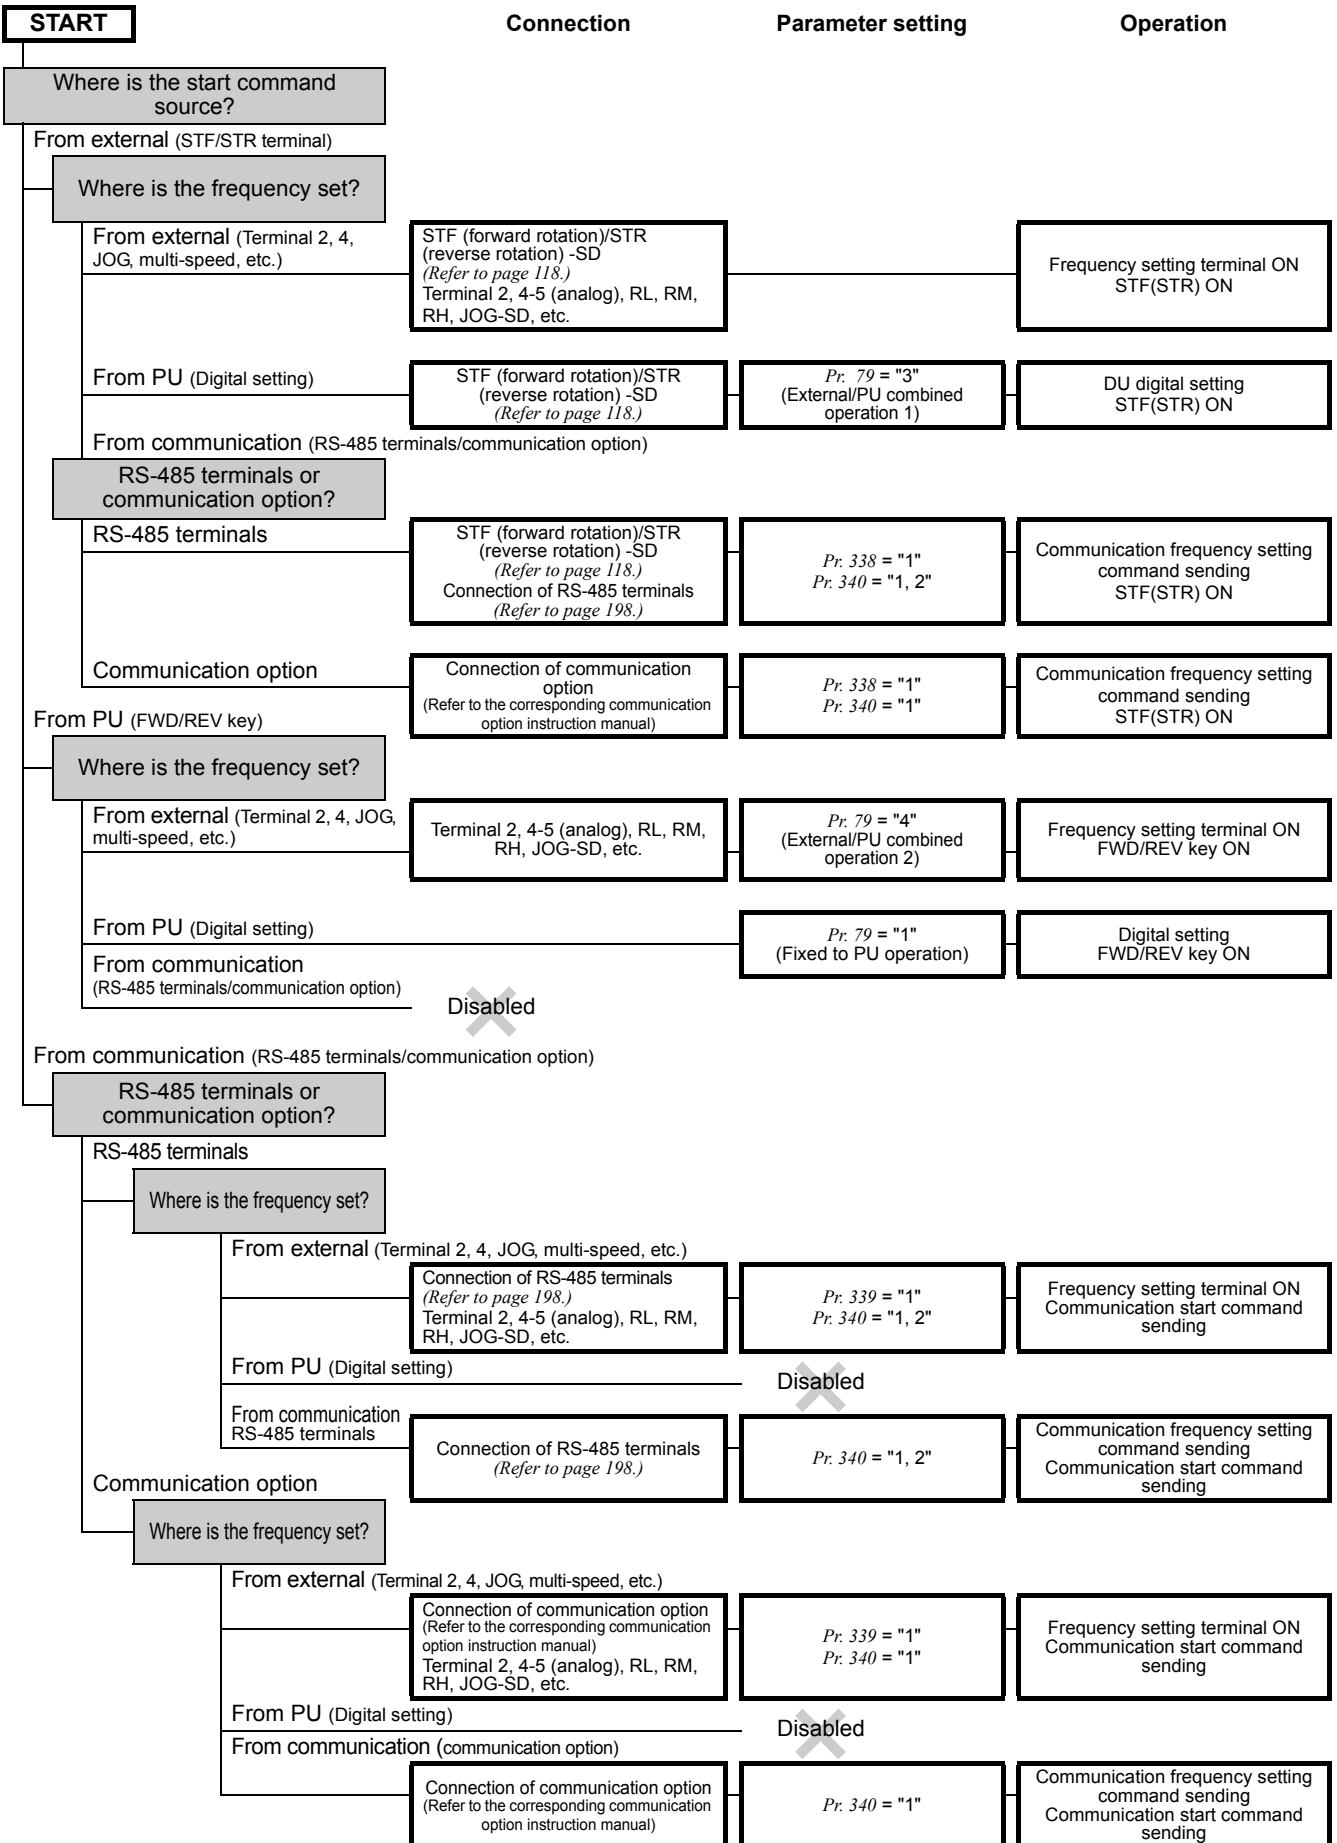 START
Connection
Parameter setting
Operation
Where is the start command
source?
From external (STF/STR terminal)
Where is the frequency set?
From external (Terminal 2, 4,
JOG, multi-speed, etc.)
STF (forward rotation)/STR
(reverse rotation) -SD
(Refer to page 118.)
Terminal 2, 4-5 (analog), RL, RM,
RH, JOG-SD, etc.
Frequency setting terminal ON
STF(STR) ON
From PU (Digital setting)
STF (forward rotation)/STR
(reverse rotation) -SD
(Refer to page 118.)
Pr. 79 = "3"
(External/PU combined
operation 1)
DU digital setting
STF(STR) ON
From communication (RS-485 terminals/communication option)
RS-485 terminals or
communication option?
RS-485 terminals
STF (forward rotation)/STR
(reverse rotation) -SD
(Refer to page 118.)
Connection of RS-485 terminals
(Refer to page 198.)
Pr. 338 = "1"
Pr. 340 = "1, 2"
Communication frequency setting
command sending
STF(STR) ON
Communication option
Connection of communication
option
(Refer to the corresponding communication
option instruction manual)
Pr. 338 = "1"
Pr. 340 = "1"
Communication frequency setting
command sending
STF(STR) ON
From PU (FWD/REV key)
Where is the frequency set?
From external (Terminal 2, 4, JOG,
multi-speed, etc.)
Terminal 2, 4-5 (analog), RL, RM,
RH, JOG-SD, etc.
Pr. 79 = "4"
(External/PU combined
operation 2)
Frequency setting terminal ON
FWD/REV key ON
From PU (Digital setting)
Pr. 79 = "1"
(Fixed to PU operation)
Digital setting
FWD/REV key ON
From communication
(RS-485 terminals/communication option)
Disabled
From communication (RS-485 terminals/communication option)
RS-485 terminals or
communication option?
RS-485 terminals
Where is the frequency set?
From external (Terminal 2, 4, JOG, multi-speed, etc.)
Connection of RS-485 terminals
(Refer to page 198.)
Terminal 2, 4-5 (analog), RL, RM,
RH, JOG-SD, etc.
Pr. 339 = "1"
Pr. 340 = "1, 2"
Frequency setting terminal ON
Communication start command
sending
From PU (Digital setting)
Disabled
From communication
RS-485 terminals
Connection of RS-485 terminals
(Refer to page 198.)
Pr. 340 = "1, 2"
Communication frequency setting
command sending
Communication start command
sending
Communication option
Where is the frequency set?
From external (Terminal 2, 4, JOG, multi-speed, etc.)
Connection of communication option
(Refer to the corresponding communication
option instruction manual)
Terminal 2, 4-5 (analog), RL, RM,
RH, JOG-SD, etc.
Pr. 339 = "1"
Pr. 340 = "1"
Frequency setting terminal ON
Communication start command
sending
From PU (Digital setting)
Disabled
From communication (communication option)
Connection of communication option
(Refer to the corresponding communication
option instruction manual)
Pr. 340 = "1"
Communication frequency setting
command sending
Communication start command
sending